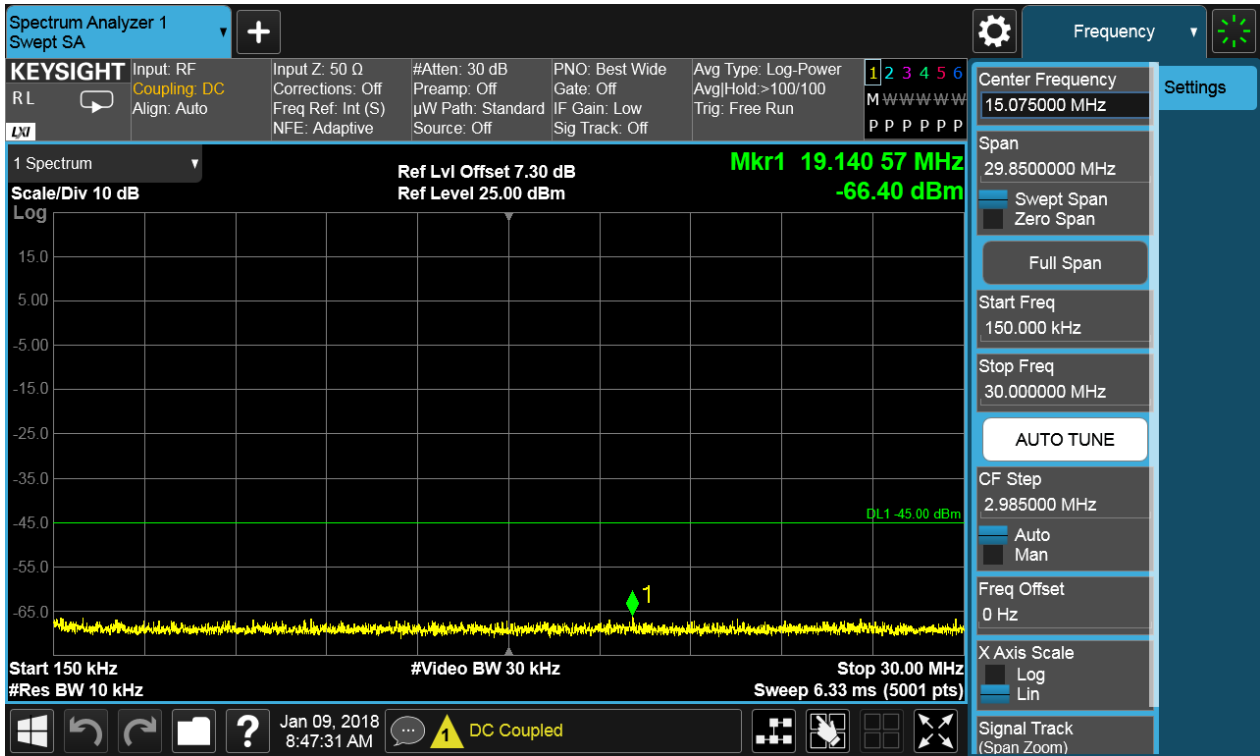 Spectrum Analyzer 1
Swept SA
+
Frequency
KEYSIGHT
RL
LXI
Input: RF
Coupling: DC
Align: Auto
Input Z: 50 Ω
Corrections: Off
Freq Ref: Int (S)
NFE: Adaptive
#Atten: 30 dB
Preamp: Off
µW Path: Standard
Source: Off
PNO: Best Wide
Gate: Off
IF Gain: Low
Sig Track: Off
Avg Type: Log-Power
Avg|Hold:>100/100
Trig: Free Run
1 2 3 4 5 6
M W W W W W
P P P P P P
1 Spectrum
Scale/Div 10 dB
Log
Ref Lvl Offset 7.30 dB
Ref Level 25.00 dBm
Mkr1 19.140 57 MHz
-66.40 dBm
15.0
5.00
-5.00
-15.0
-25.0
-35.0
-45.0
-55.0
-65.0
DL1 -45.00 dBm
1
Start 150 kHz
#Res BW 10 kHz
#Video BW 30 kHz
Stop 30.00 MHz
Sweep 6.33 ms (5001 pts)
Center Frequency
15.075000 MHz
Span
29.8500000 MHz
Swept Span
Zero Span
Full Span
Start Freq
150.000 kHz
Stop Freq
30.000000 MHz
AUTO TUNE
CF Step
2.985000 MHz
Auto
Man
Freq Offset
0 Hz
X Axis Scale
Log
Lin
Signal Track
(Span Zoom)
Settings
?
Jan 09, 2018
8:47:31 AM
1
DC Coupled